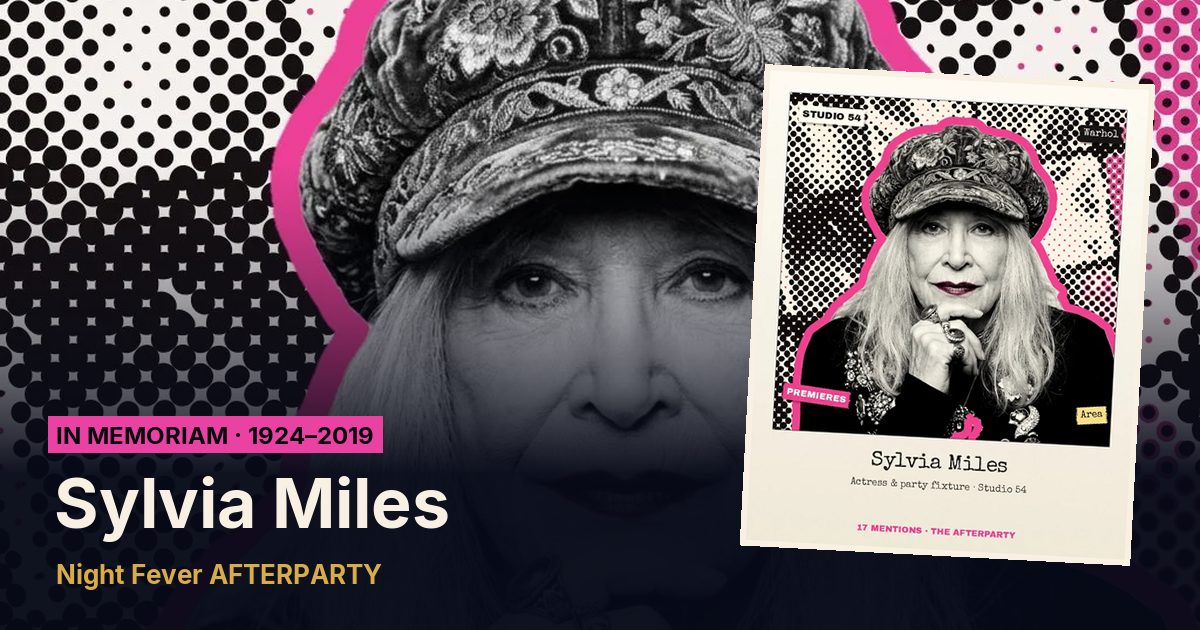 IN MEMORIAM · 1924–2019
Sylvia Miles
Night Fever AFTERPARTY
STUDIO 54
Warhol
PREMIERES
Area
Sylvia Miles
Actress & party fixture · Studio 54
17 MENTIONS · THE AFTERPARTY